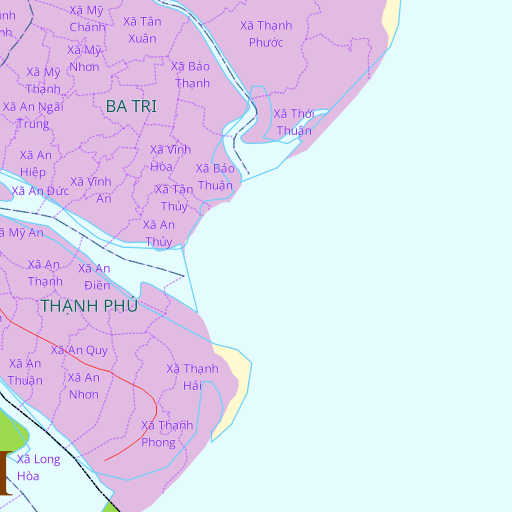 Xã Mỹ
Chánh
Xã Tân
Xuân
Xã Thạnh
Phước
Xã Mỹ
Nhơn
Xã Bảo
Thạnh
Xã Mỹ
Thạnh
Xã An Ngãi
Trung
BA TRI
Xã Thới
Thuận
Xã An
Hiệp
Xã Vĩnh
Hòa
Xã Bảo
Thuận
Xã An Đức
Xã Vĩnh
An
Xã Tân
Thủy
Xã An
Thủy
Mỹ An
Xã An
Thạnh
Xã An
Điền
THẠNH PHÚ
Xã An Quy
Xã An
Thuận
Xã An
Nhơn
Xã Thạnh
Hải
Xã Thạnh
Phong
Xã Long
Hòa